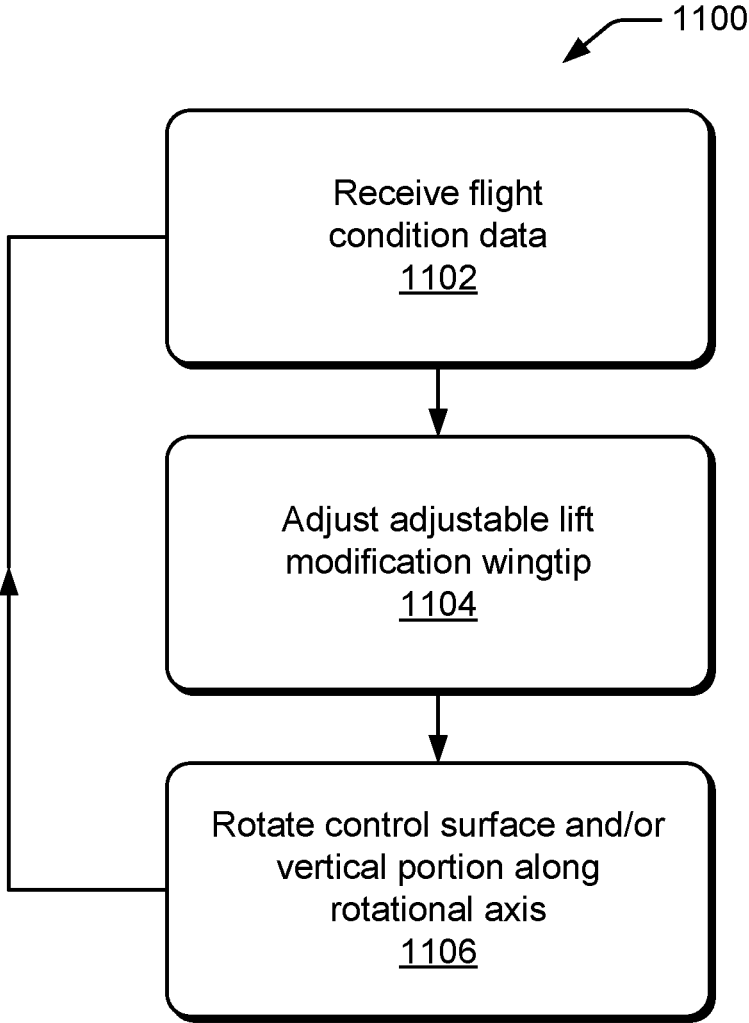 1100
Receive flight
condition data
1102
Adjust adjustable lift
modification wingtip
1104
Rotate control surface and/or
vertical portion along
rotational axis
1106